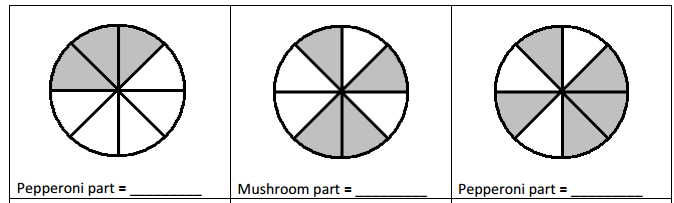 Pepperoni part = _________
Mushroom part = _________
Pepperoni part = _________